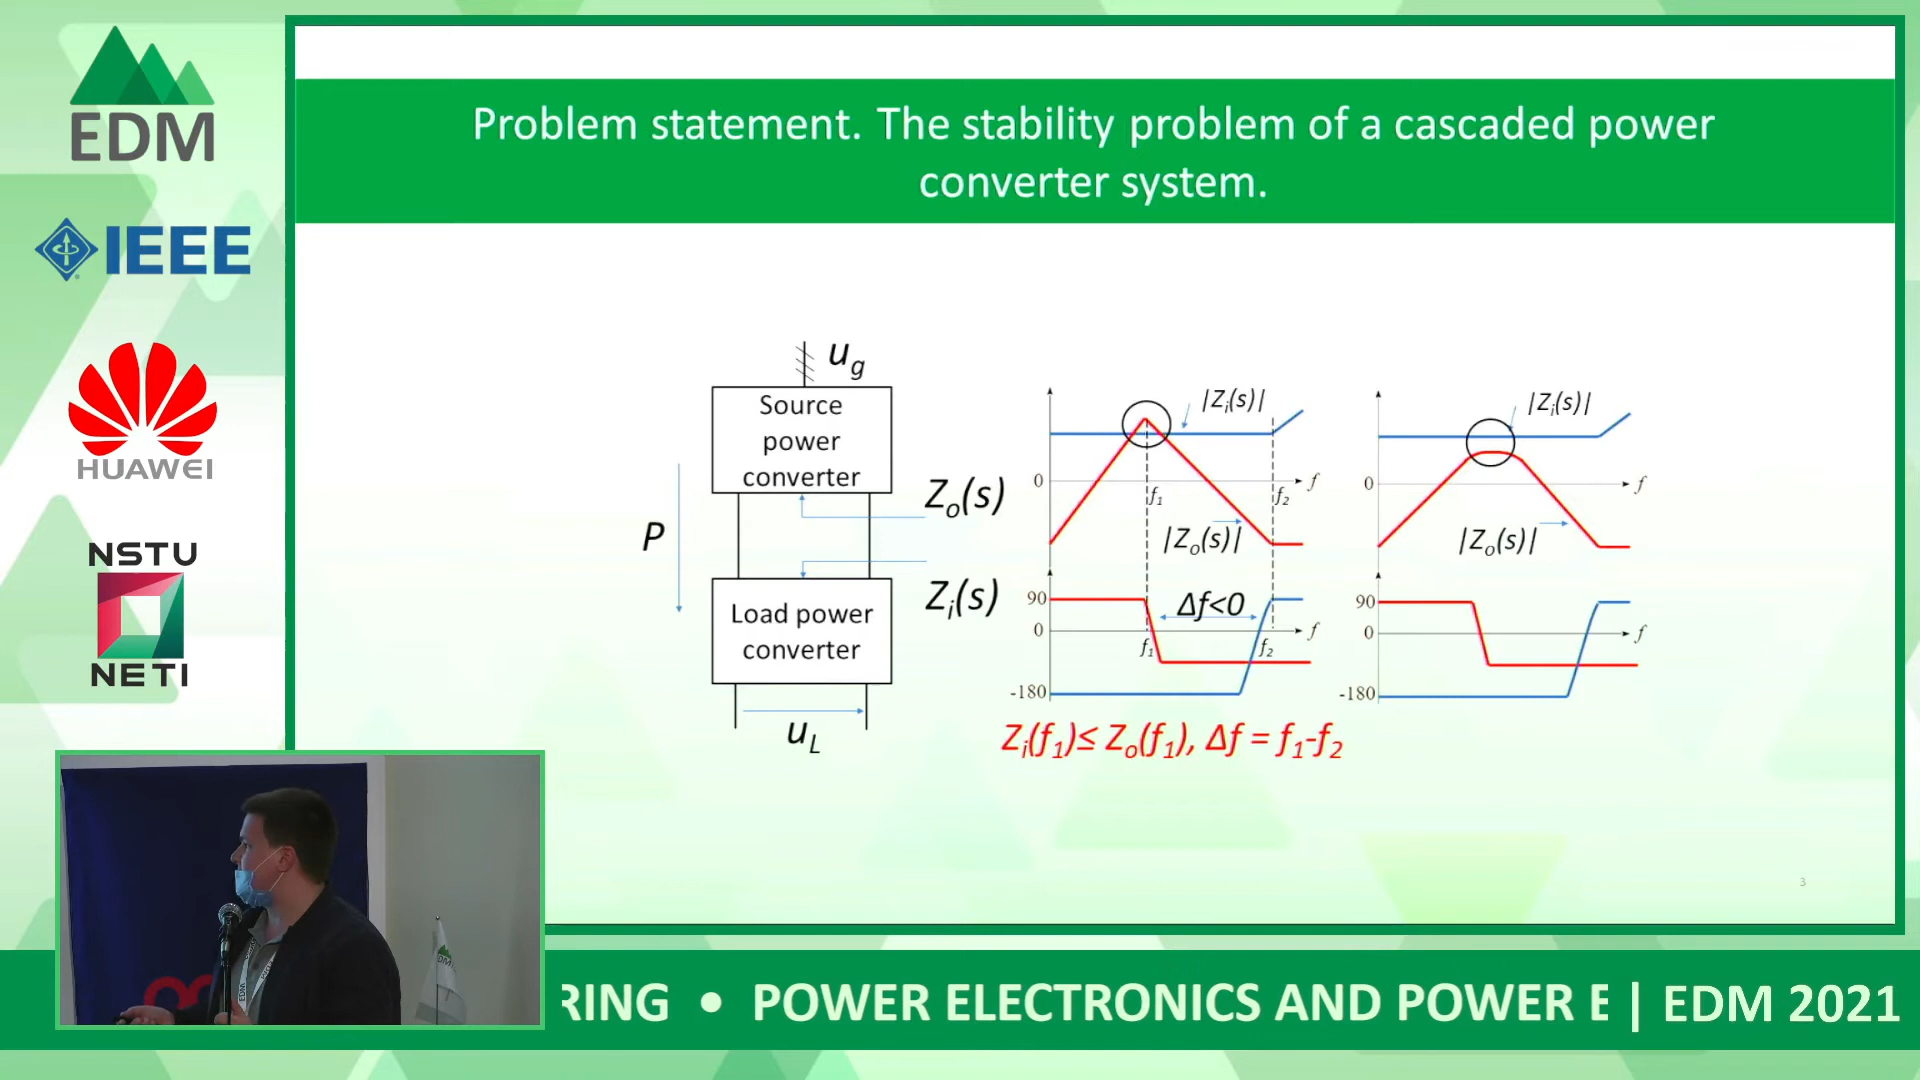 EDM
IEEE
HUAWEI
NSTU
NETI
Problem statement. The stability problem of a cascaded power
converter system.
u_g
Source
power
converter
Z_o(s)
P
Z_i(s)
Load power
converter
u_L
|Z_i(s)|
0
f_1
f_2
f
|Z_o(s)|
90
Δf<0
0
f
f_1
f_2
-180
Z_i(f_1)≤ Z_o(f_1), Δf = f_1-f_2
|Z_i(s)|
0
f
|Z_o(s)|
90
0
f
-180
3
RING • POWER ELECTRONICS AND POWER E | EDM 2021